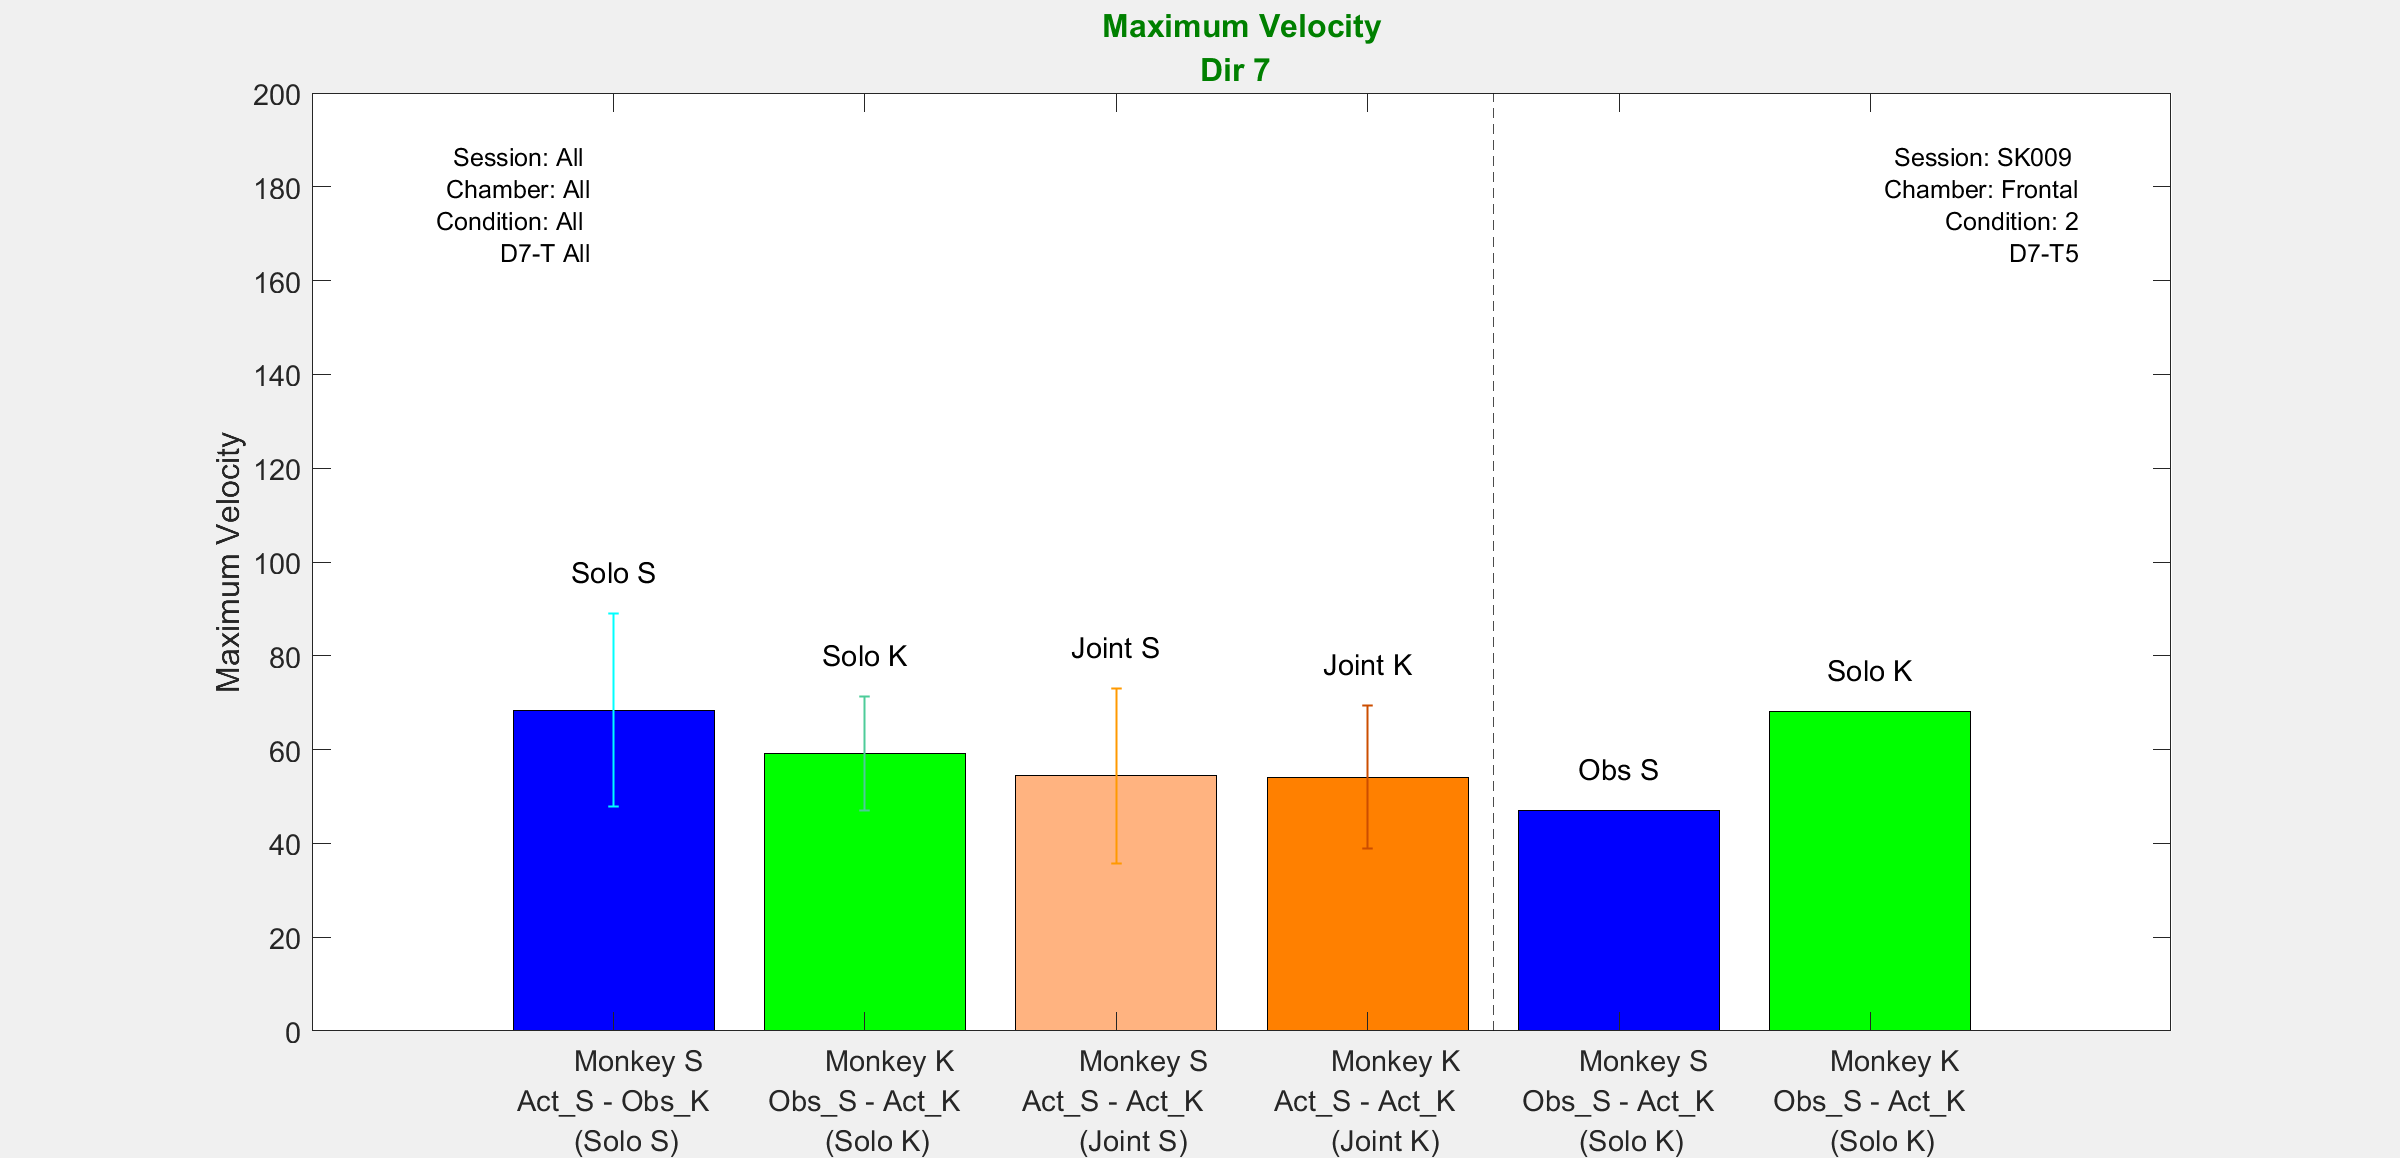 Maximum Velocity
Dir 7
Session: All
Chamber: All
Condition: All
D7-T All
Session: SK009
Chamber: Frontal
Condition: 2
D7-T5
Maximum Velocity
200
180
160
140
120
100
80
60
40
20
0
Solo S
Solo K
Joint S
Joint K
Obs S
Solo K
Monkey S
Act_S - Obs_K
(Solo S)
Monkey K
Obs_S - Act_K
(Solo K)
Monkey S
Act_S - Act_K
(Joint S)
Monkey K
Act_S - Act_K
(Joint K)
Monkey S
Obs_S - Act_K
(Solo K)
Monkey K
Obs_S - Act_K
(Solo K)